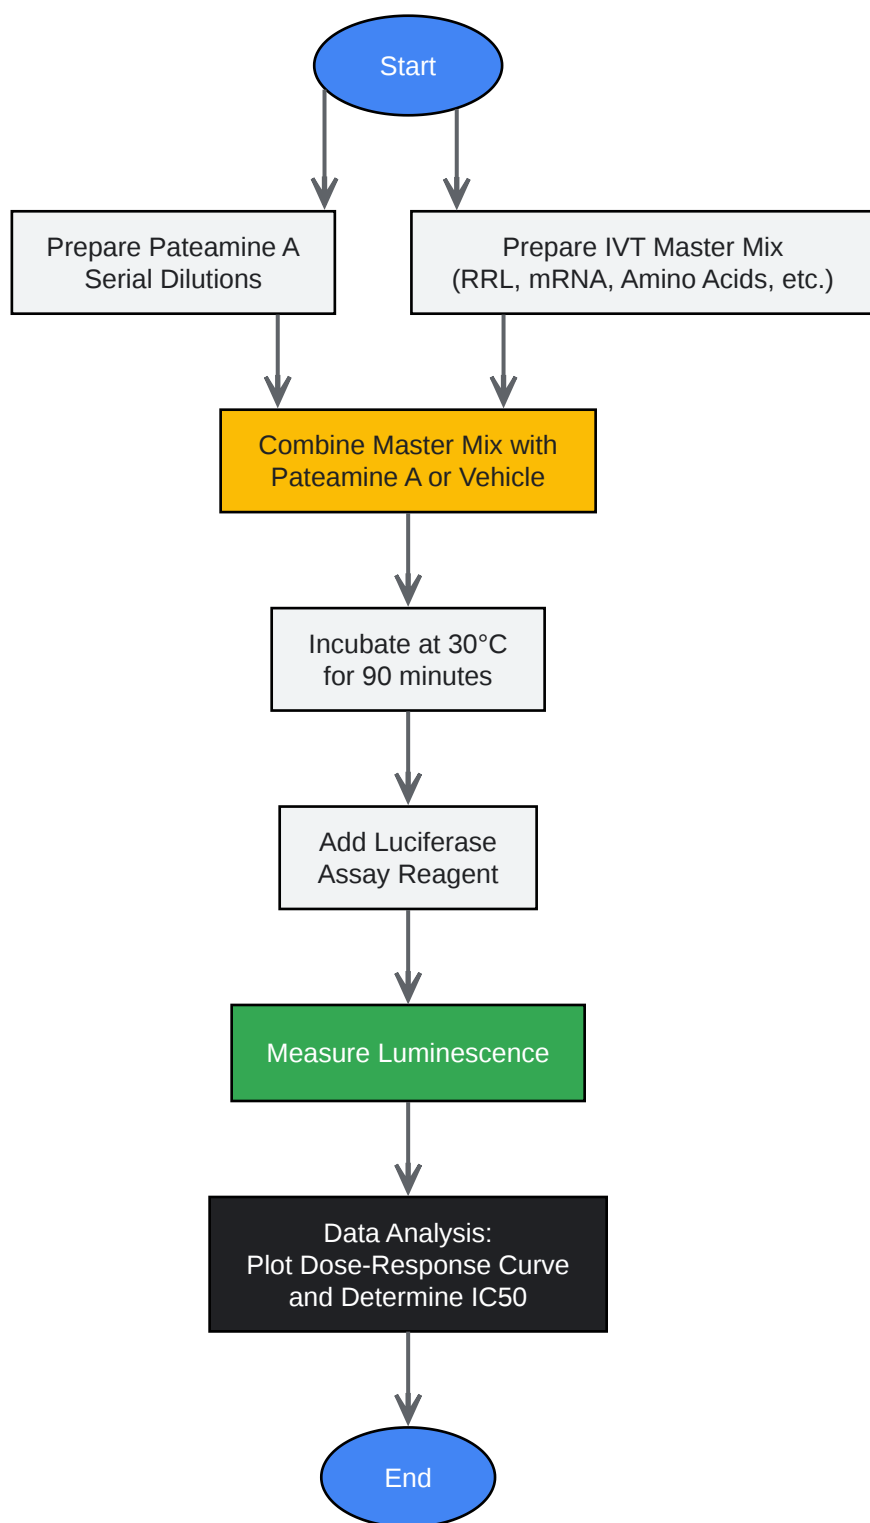 Start
Prepare Pateamine A
Serial Dilutions
Prepare IVT Master Mix
(RRL, mRNA, Amino Acids, etc.)
Combine Master Mix with
Pateamine A or Vehicle
Incubate at 30°C
for 90 minutes
Add Luciferase
Assay Reagent
Measure Luminescence
Data Analysis:
Plot Dose-Response Curve
and Determine IC50
End